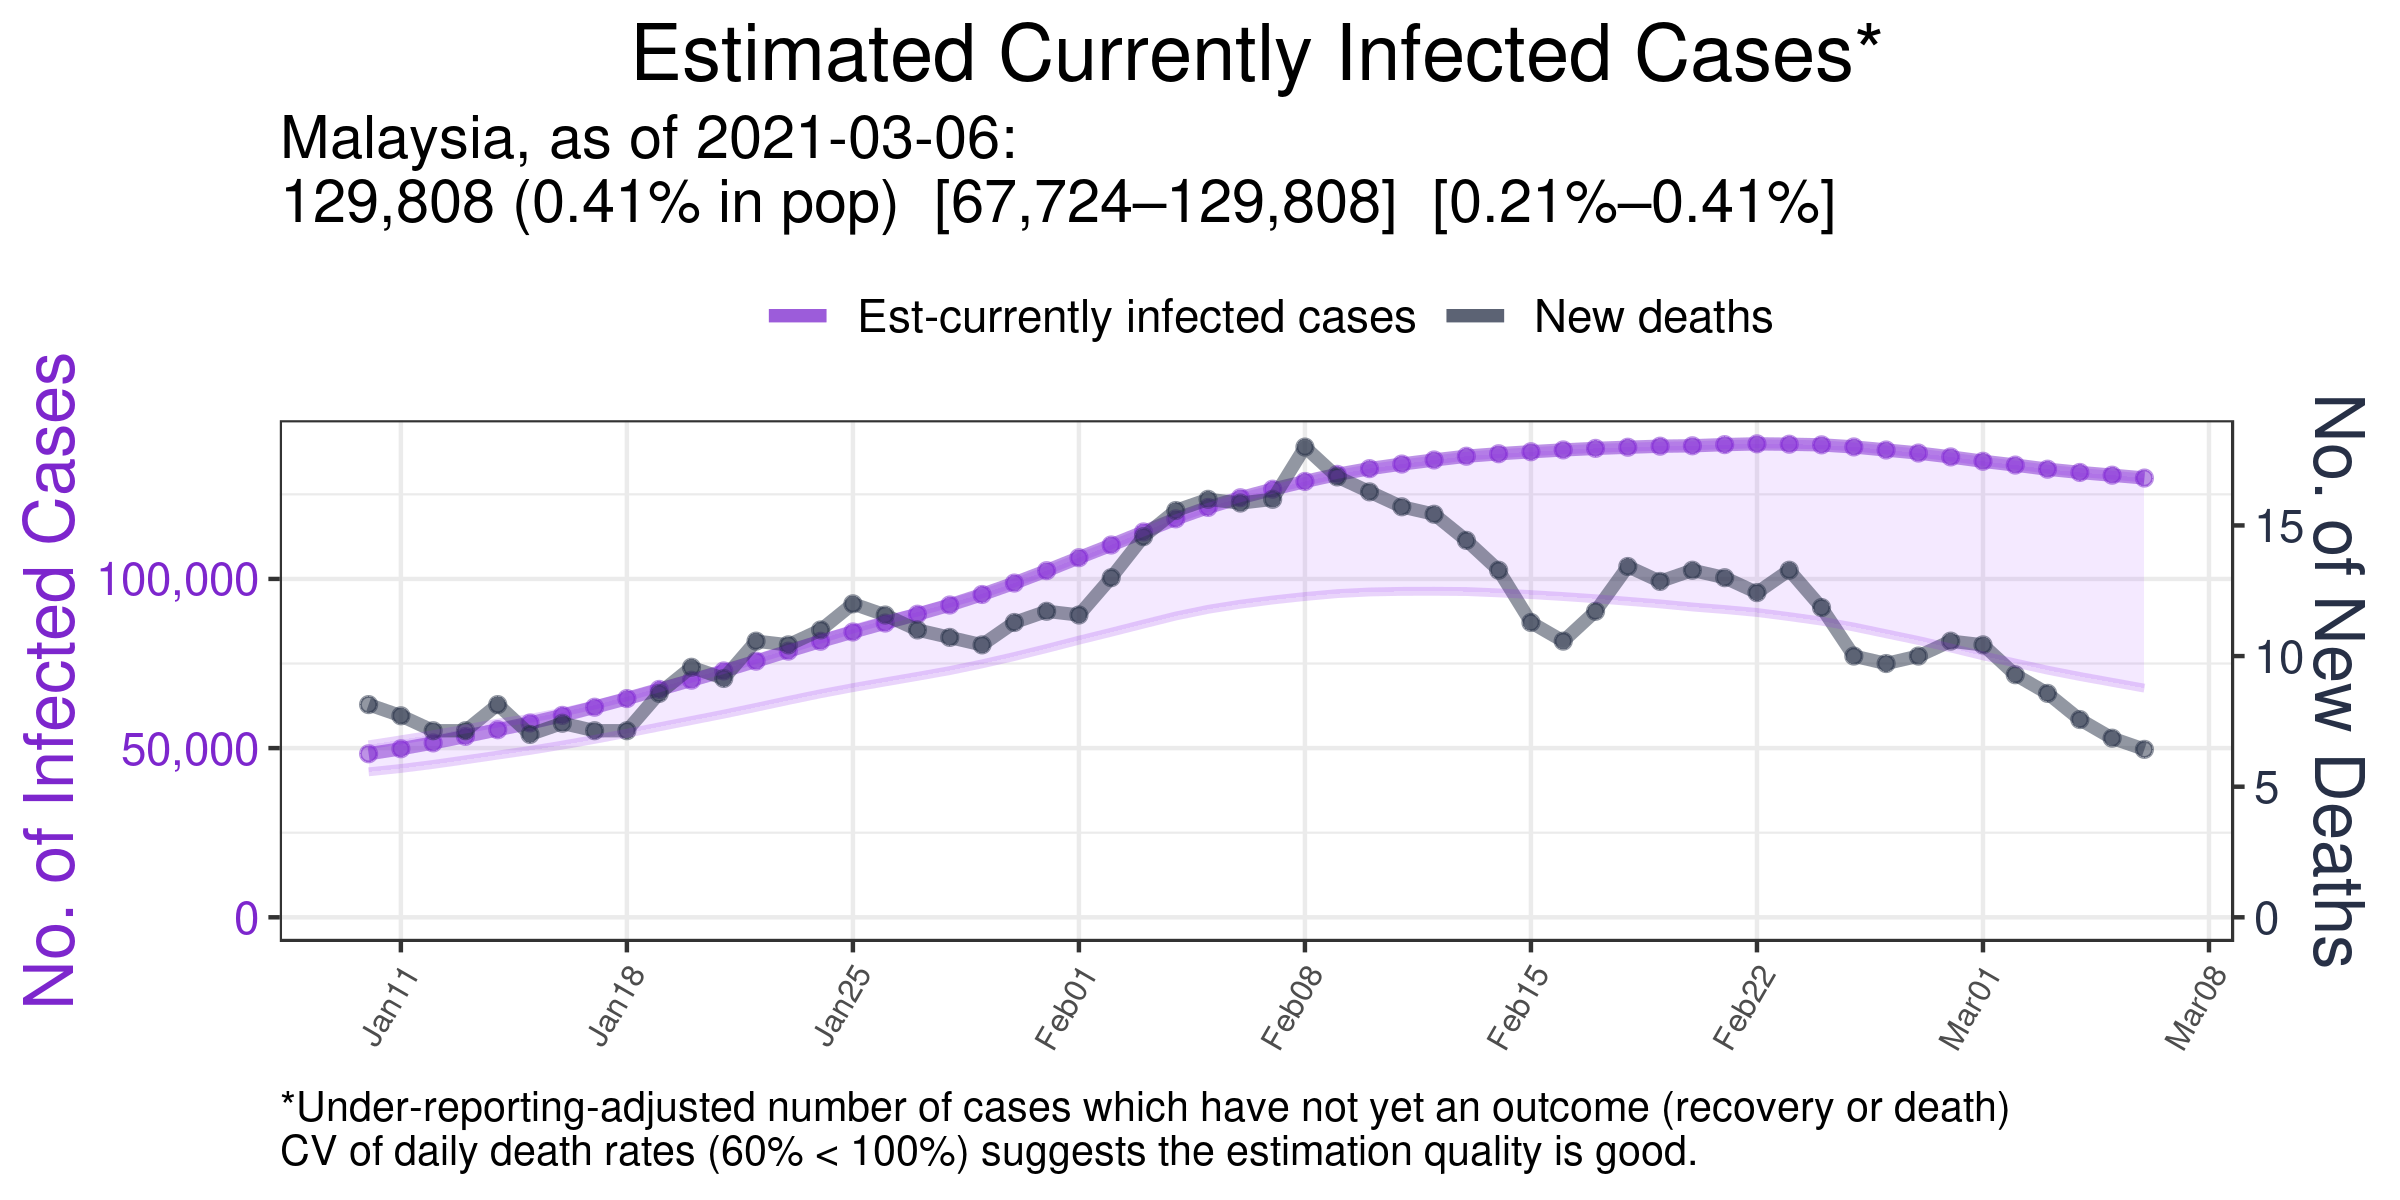 Estimated Currently Infected Cases*
Malaysia, as of 2021-03-06:
129,808 (0.41% in pop)  [67,724–129,808]  [0.21%–0.41%]
Est-currently infected cases
New deaths
No. of Infected Cases
100,000
50,000
0
15
10
5
0
No. of New Deaths
Jan11
Jan18
Jan25
Feb01
Feb08
Feb15
Feb22
Mar01
Mar08
*Under-reporting-adjusted number of cases which have not yet an outcome (recovery or death)
CV of daily death rates (60% < 100%) suggests the estimation quality is good.